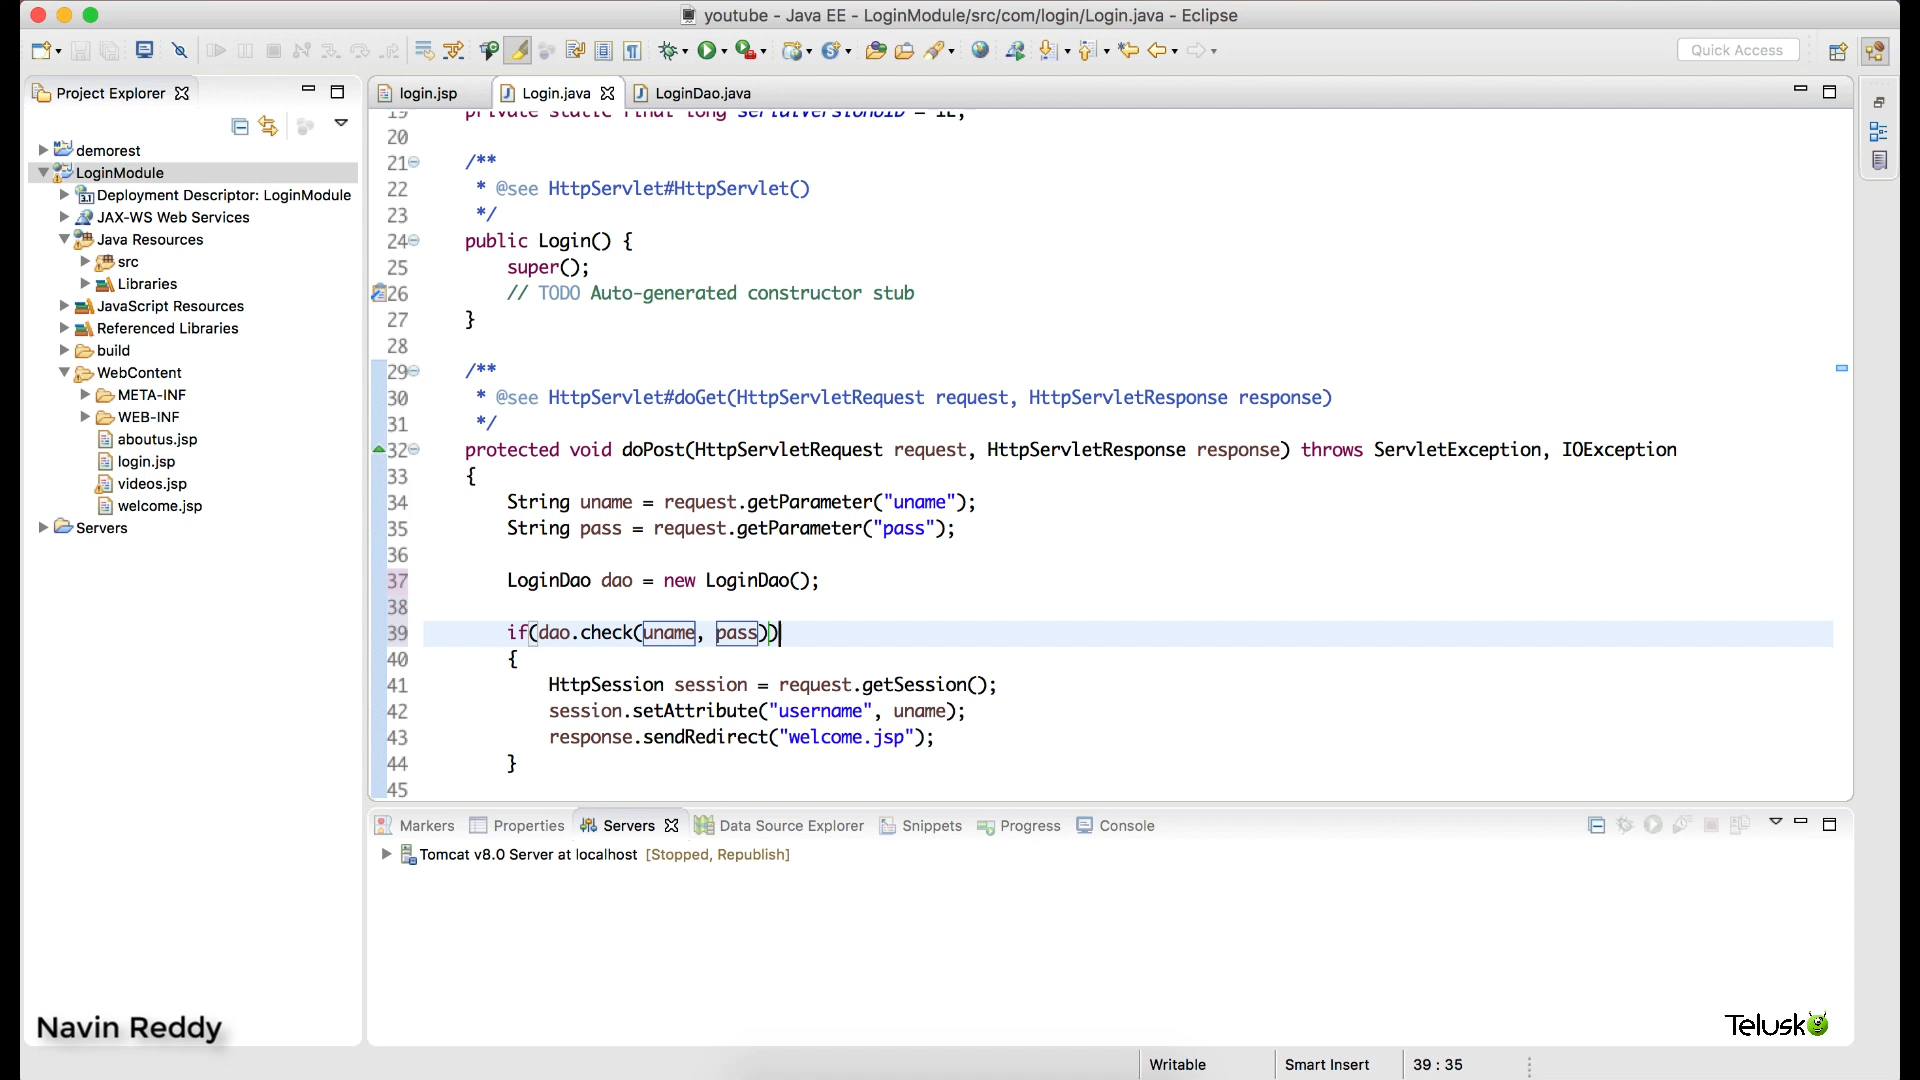 youtube - Java EE - LoginModule/src/com/login/Login.java - Eclipse
Quick Access
Project Explorer
demorest
LoginModule
Deployment Descriptor: LoginModule
JAX-WS Web Services
Java Resources
src
Libraries
JavaScript Resources
Referenced Libraries
build
WebContent
META-INF
WEB-INF
aboutus.jsp
login.jsp
videos.jsp
welcome.jsp
Servers
login.jsp
Login.java
LoginDao.java
19 private static final long serialVersionUID = 1L;
20
21 /**
22 * @see HttpServlet#HttpServlet()
23 */
24 public Login() {
25 super();
26 // TODO Auto-generated constructor stub
27 }
28
29 /**
30 * @see HttpServlet#doGet(HttpServletRequest request, HttpServletResponse response)
31 */
32 protected void doPost(HttpServletRequest request, HttpServletResponse response) throws ServletException, IOException
33 {
34 String uname = request.getParameter("uname");
35 String pass = request.getParameter("pass");
36
37 LoginDao dao = new LoginDao();
38
39 if(dao.check(uname, pass))
40 {
41 HttpSession session = request.getSession();
42 session.setAttribute("username", uname);
43 response.sendRedirect("welcome.jsp");
44 }
45
Markers
Properties
Servers
Data Source Explorer
Snippets
Progress
Console
Tomcat v8.0 Server at localhost [Stopped, Republish]
Navin Reddy
Telusko
Writable
Smart Insert
39 : 35